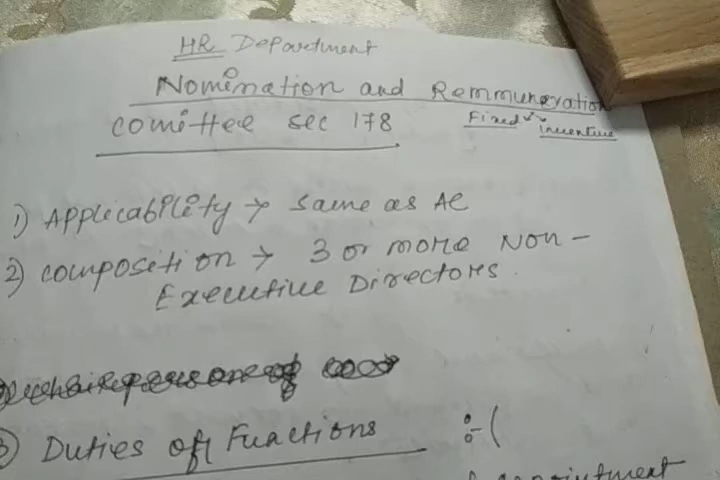 HR Department
Nomination and Remmuneration
comittee sec 178 Fixed Incentive
1) Applicability → same as AC
2) composition → 3 or more Non-
Executive Directors.
3) Duties of Functions :-(
appointment